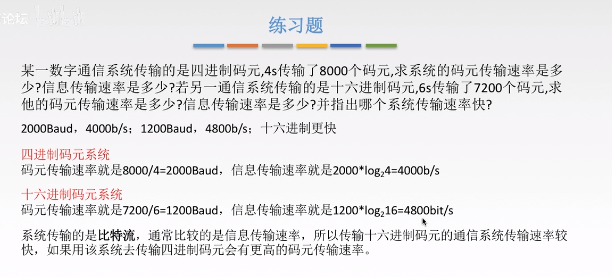 论坛
练习题
某一数字通信系统传输的是四进制码元,4s传输了8000个码元,求系统的码元传输速率是多
少?信息传输速率是多少?若另一通信系统传输的是十六进制码元,6s传输了7200个码元,求
他的码元传输速率是多少?信息传输速率是多少?并指出哪个系统传输速率快?
2000Baud，4000b/s；1200Baud，4800b/s；十六进制更快
四进制码元系统
码元传输速率就是8000/4=2000Baud，信息传输速率就是2000*log₂4=4000b/s
十六进制码元系统
码元传输速率就是7200/6=1200Baud，信息传输速率就是1200*log₂16=4800bit/s
系统传输的是比特流，通常比较的是信息传输速率，所以传输十六进制码元的通信系统传输速率较
快，如果用该系统去传输四进制码元会有更高的码元传输速率。